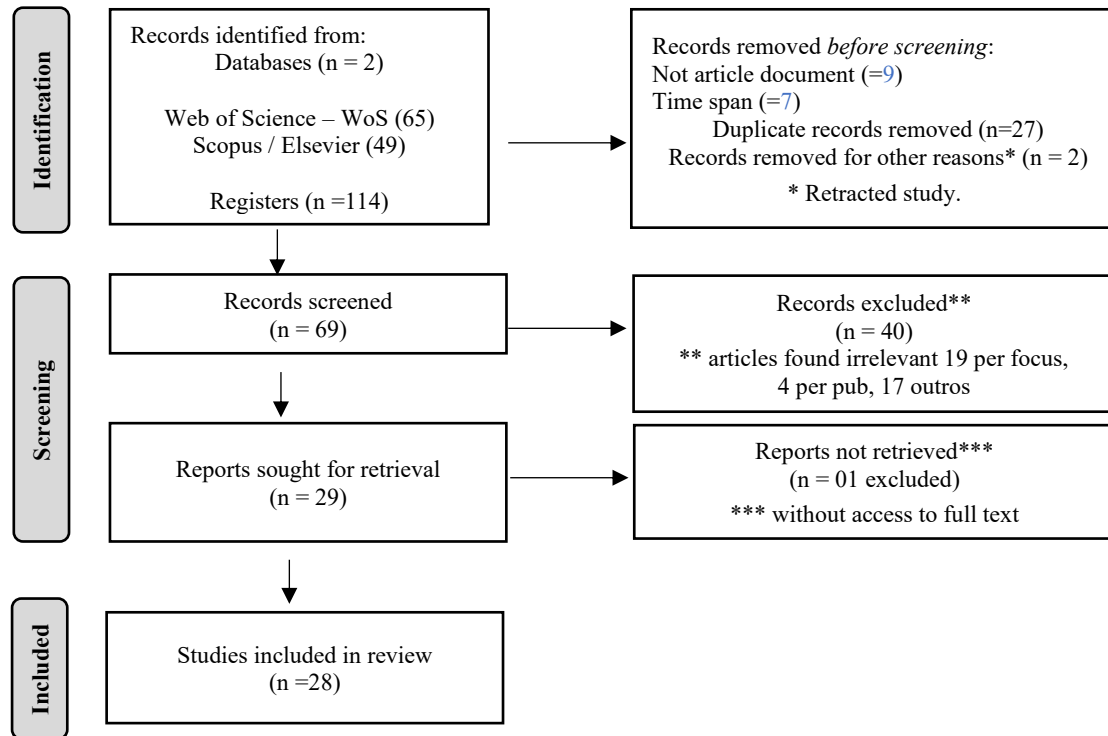 Identification
Records identified from:
Databases (n = 2)
Web of Science – WoS (65)
Scopus / Elsevier (49)
Registers (n =114)
Records removed before screening:
Not article document (=9)
Time span (=7)
Duplicate records removed (n=27)
Records removed for other reasons* (n = 2)
* Retracted study.
Screening
Records screened
(n = 69)
Records excluded**
(n = 40)
** articles found irrelevant 19 per focus,
4 per pub, 17 outros
Reports sought for retrieval
(n = 29)
Reports not retrieved***
(n = 01 excluded)
*** without access to full text
Included
Studies included in review
(n =28)